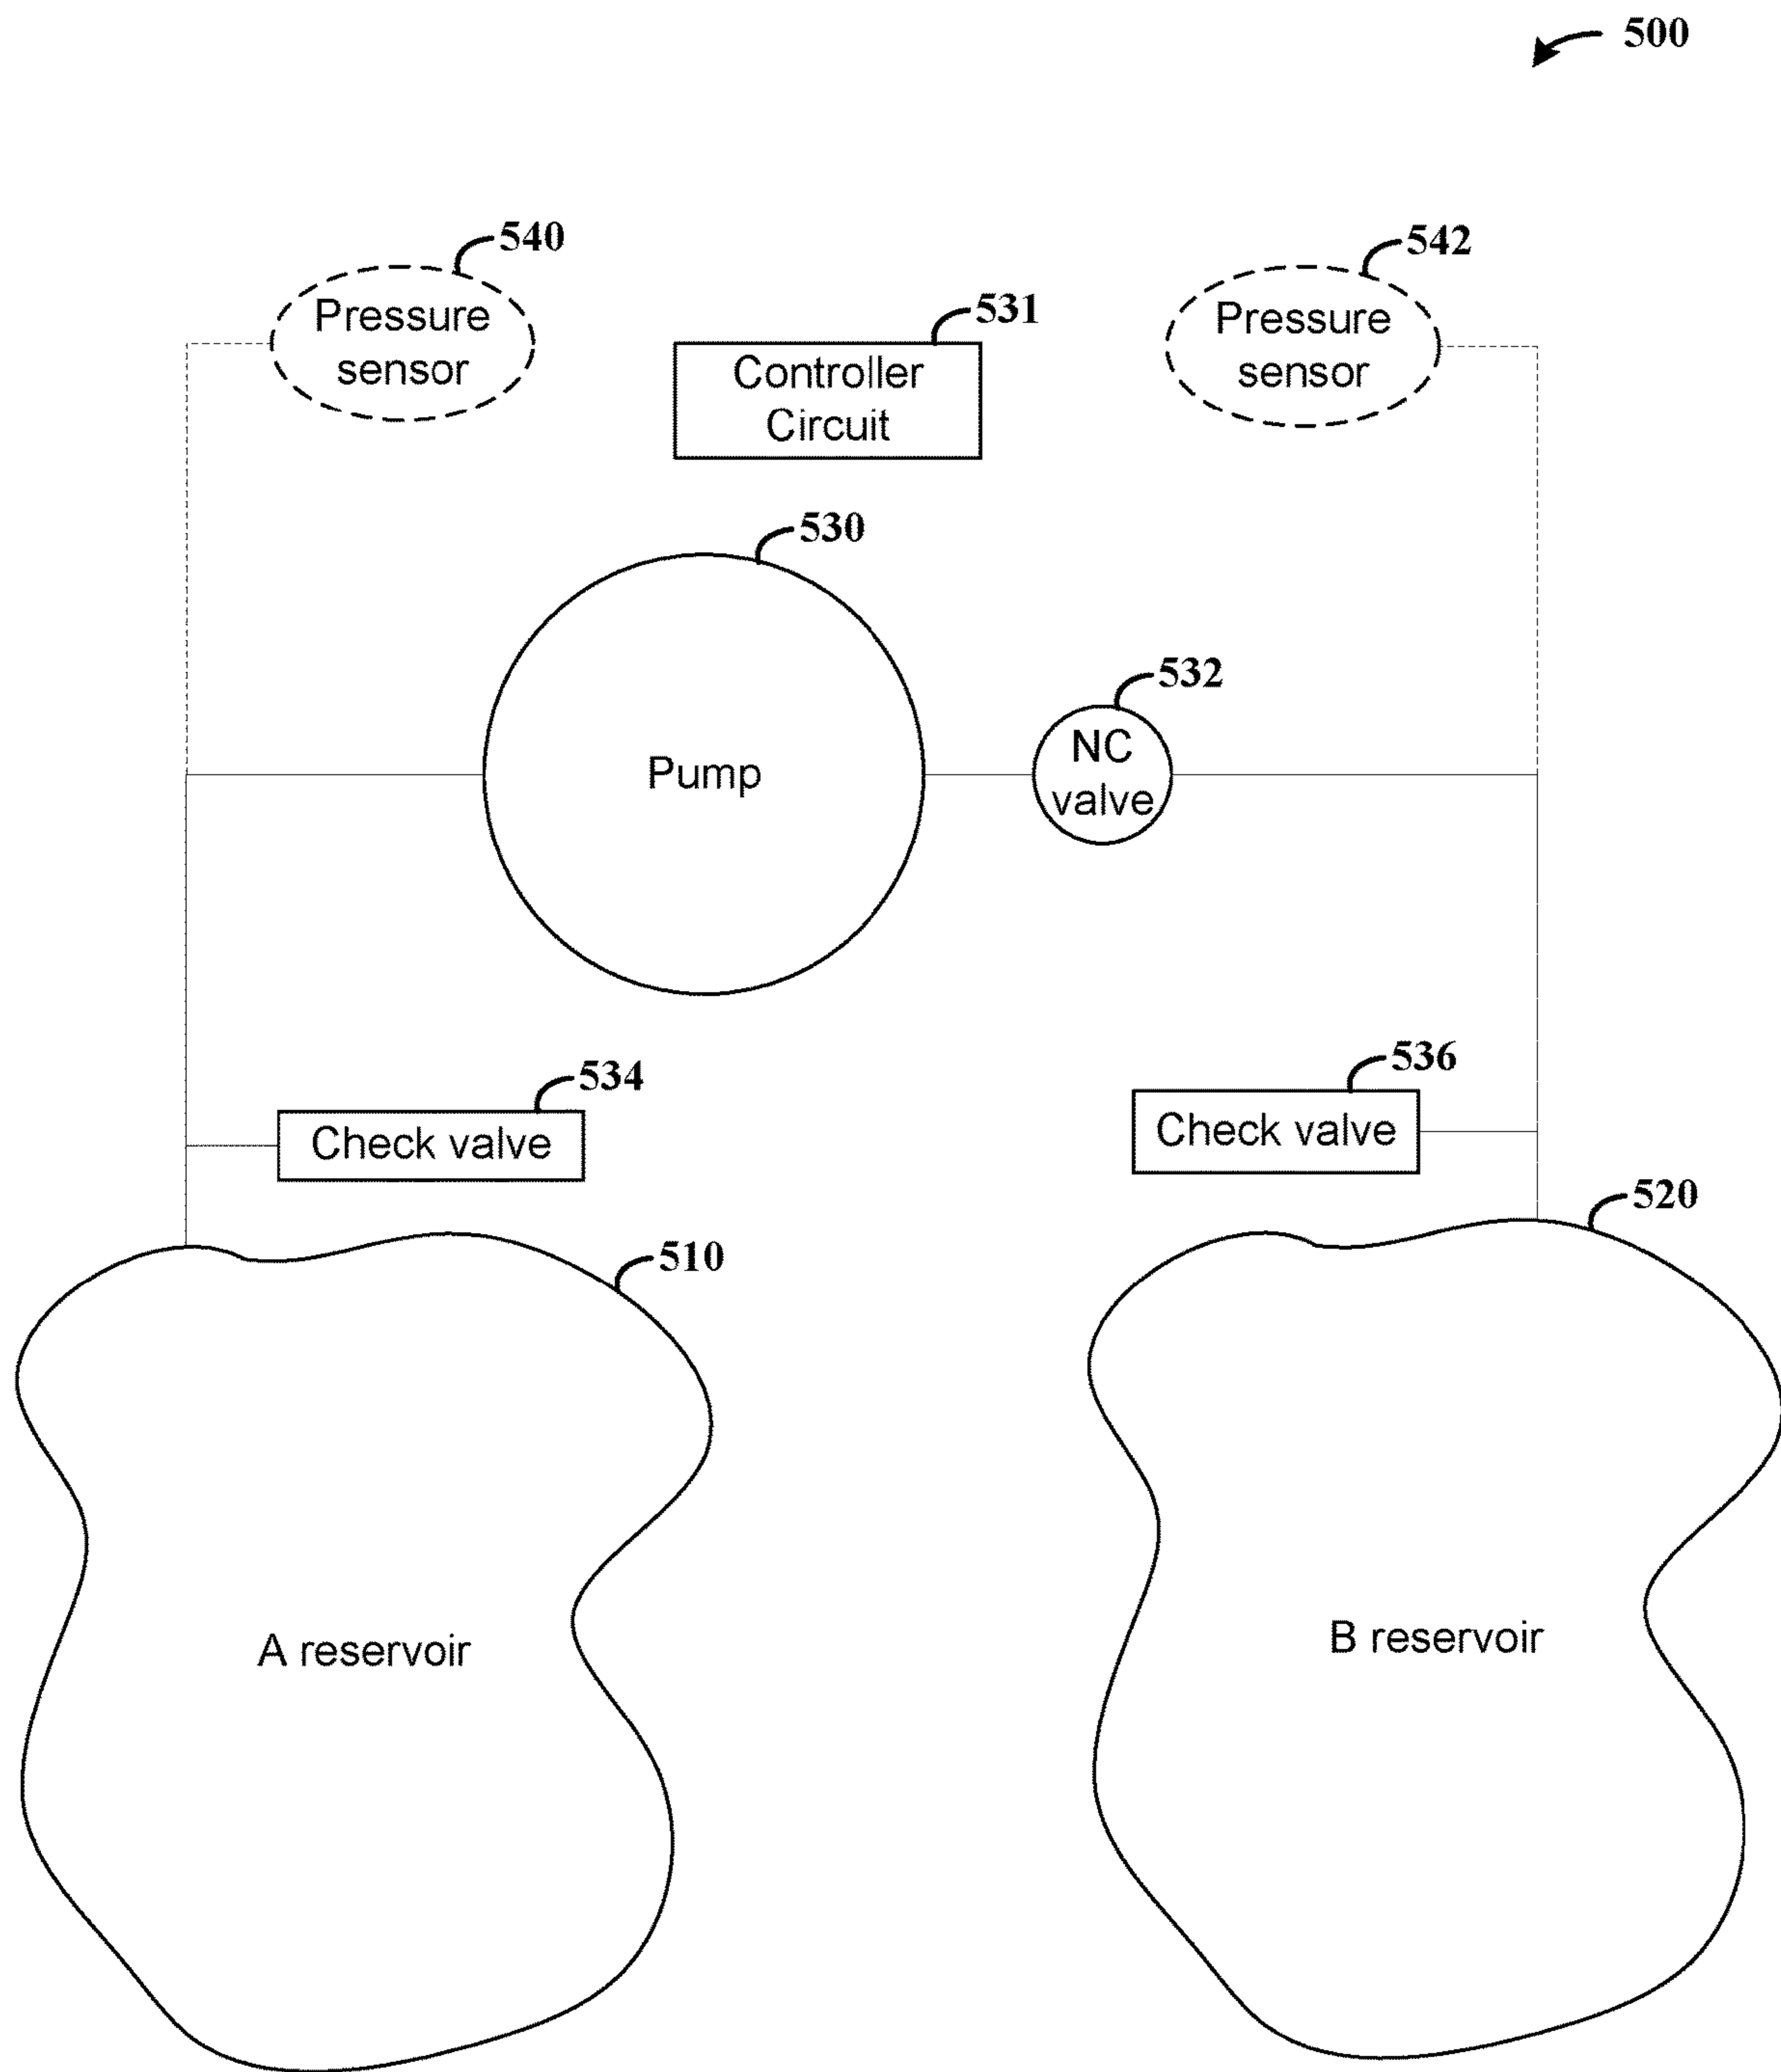 500
540
542
Pressure
sensor
531
Pressure
sensor
Controller
Circuit
530
532
Pump
NC
valve
534
536
Check valve
Check valve
520
510
A reservoir
B reservoir